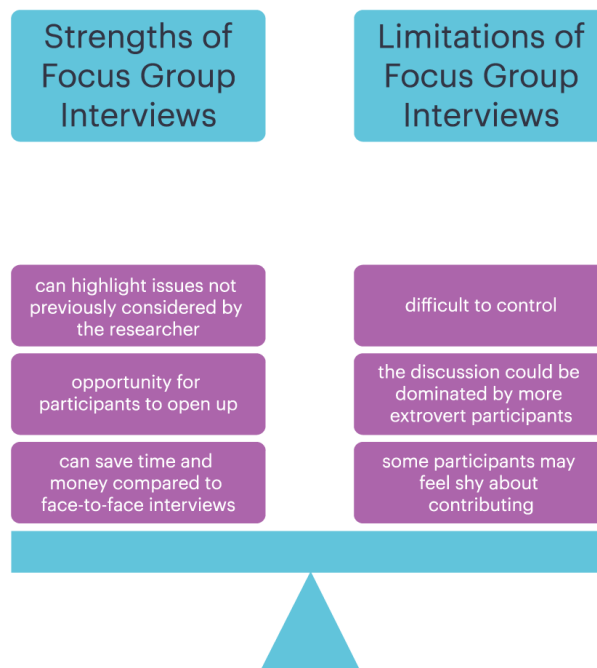 Strengths of
Focus Group
Interviews
Limitations of
Focus Group
Interviews
can highlight issues not
previously considered by
the researcher
difficult to control
opportunity for
participants to open up
the discussion could be
dominated by more
extrovert participants
can save time and
money compared to
face-to-face interviews
some participants may
feel shy about
contributing